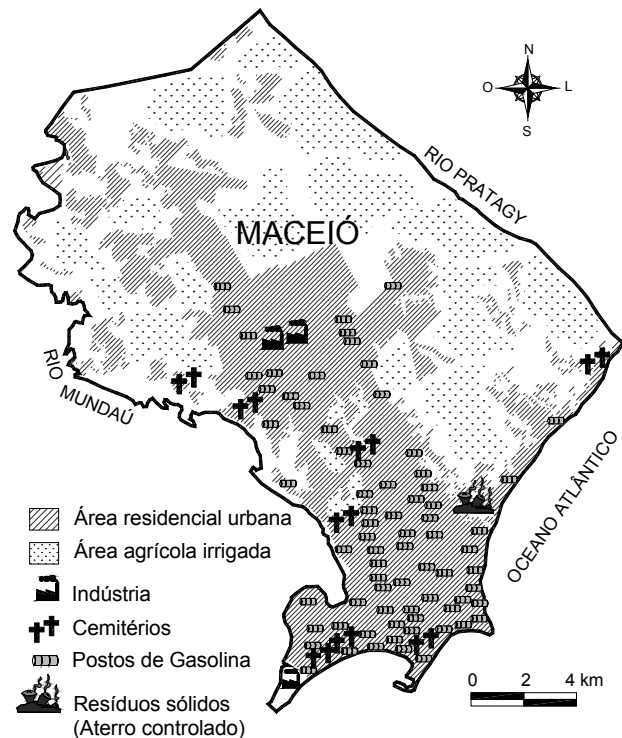 N
O
L
S
RIO PRATAGY
MACEIÓ
RIO MUNDAÚ
OCEANO ATLÂNTICO
Área residencial urbana
Área agrícola irrigada
Indústria
Cemitérios
Postos de Gasolina
Resíduos sólidos
(Aterro controlado)
0 2 4 km